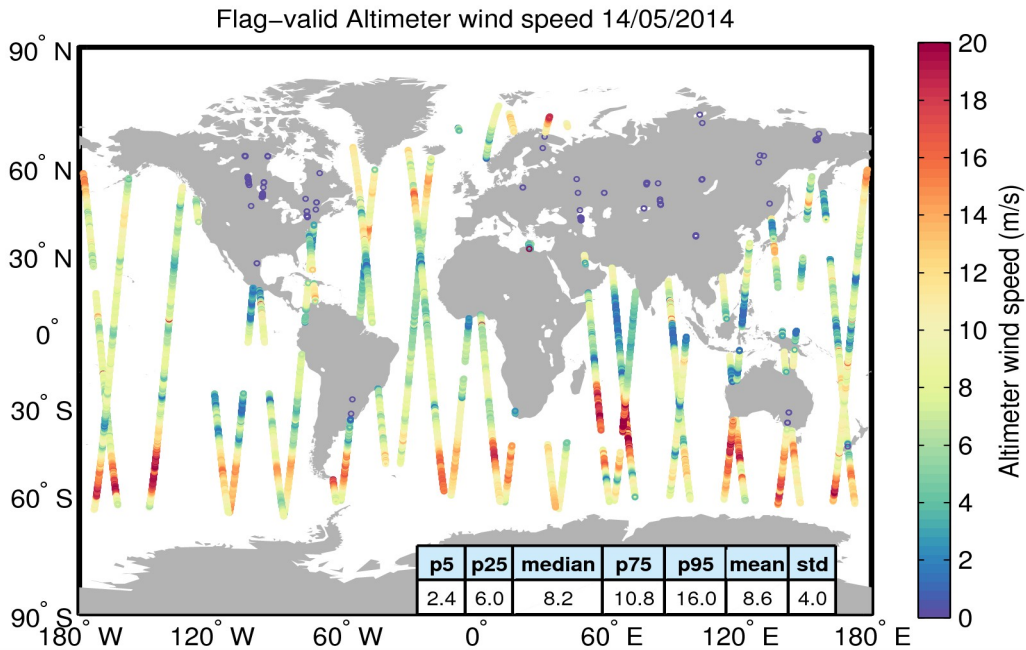 Flag−valid Altimeter wind speed 14/05/2014
90° N
60° N
30° N
0°
30° S
60° S
90° S
180° W
120° W
60° W
0°
60° E
120° E
180° E
p5 p25 median p75 p95 mean std
2.4 6.0 8.2 10.8 16.0 8.6 4.0
20
18
16
14
12
10
8
6
4
2
0
Altimeter wind speed (m/s)